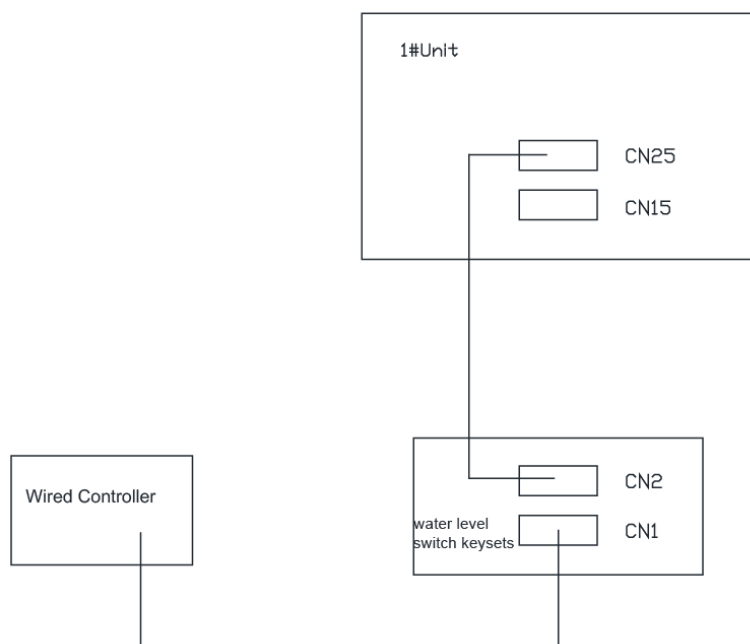 1#Unit
CN25
CN15
CN2
Wired Controller
water level
switch keysets
CN1